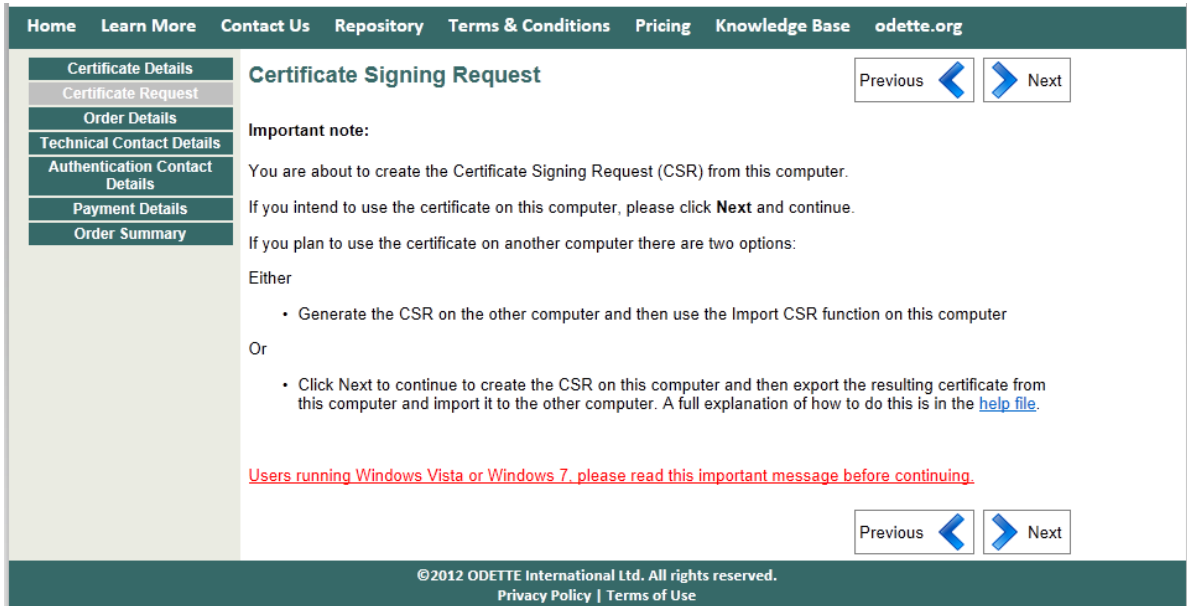 Home Learn More Contact Us Repository Terms & Conditions Pricing Knowledge Base odette.org
Certificate Details
Certificate Request
Order Details
Technical Contact Details
Authentication Contact
Details
Payment Details
Order Summary
Certificate Signing Request
Previous Next
Important note:
You are about to create the Certificate Signing Request (CSR) from this computer.
If you intend to use the certificate on this computer, please click Next and continue.
If you plan to use the certificate on another computer there are two options:
Either
• Generate the CSR on the other computer and then use the Import CSR function on this computer
Or
• Click Next to continue to create the CSR on this computer and then export the resulting certificate from
this computer and import it to the other computer. A full explanation of how to do this is in the help file.
Users running Windows Vista or Windows 7, please read this important message before continuing.
Previous Next
©2012 ODETTE International Ltd. All rights reserved.
Privacy Policy | Terms of Use